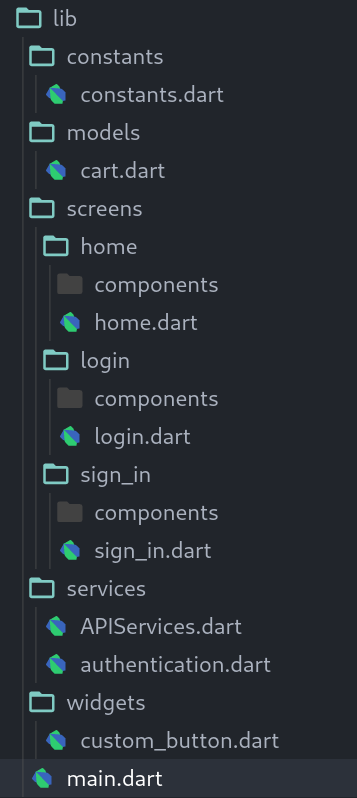 lib
constants
constants.dart
models
cart.dart
screens
home
components
home.dart
login
components
login.dart
sign_in
components
sign_in.dart
services
APIServices.dart
authentication.dart
widgets
custom_button.dart
main.dart